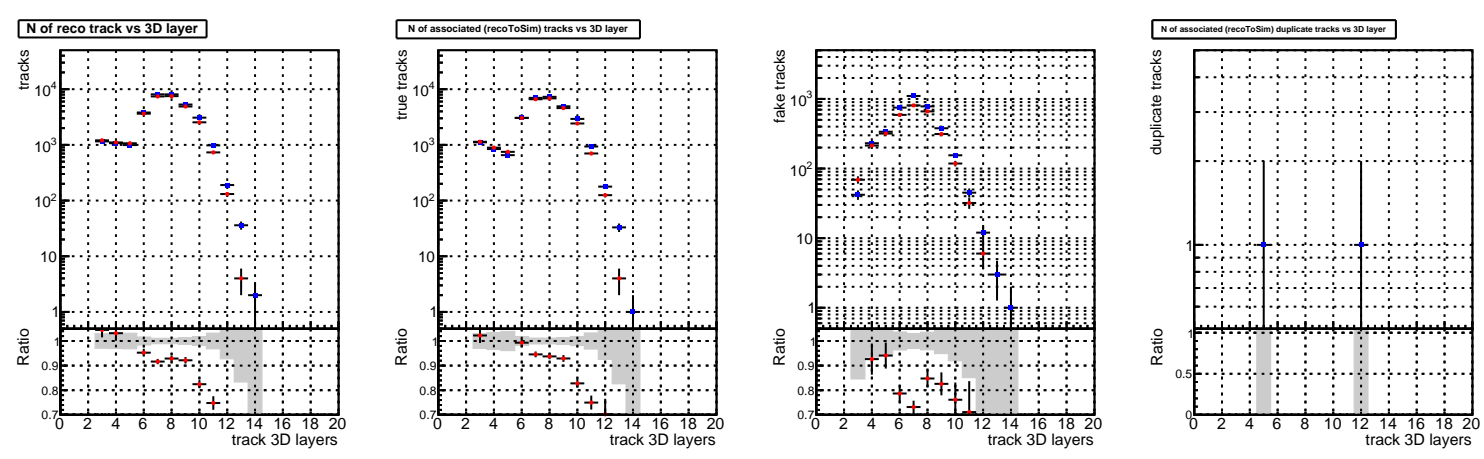 N of reco track vs 3D layer
tracks
10^4
10^3
10^2
10
1
Ratio
1
0.9
0.8
0.7
0 2 4 6 8 10 12 14 16 18 20
track 3D layers
N of associated (recoToSim) tracks vs 3D layer
true tracks
10^4
10^3
10^2
10
1
Ratio
1
0.9
0.8
0.7
0 2 4 6 8 10 12 14 16 18 20
track 3D layers
fake tracks
10^3
10^2
10
1
Ratio
1
0.9
0.8
0.7
0 2 4 6 8 10 12 14 16 18 20
track 3D layers
N of associated (recoToSim) duplicate tracks vs 3D layer
duplicate tracks
1
Ratio
1
0.5
0
0 2 4 6 8 10 12 14 16 18 20
track 3D layers